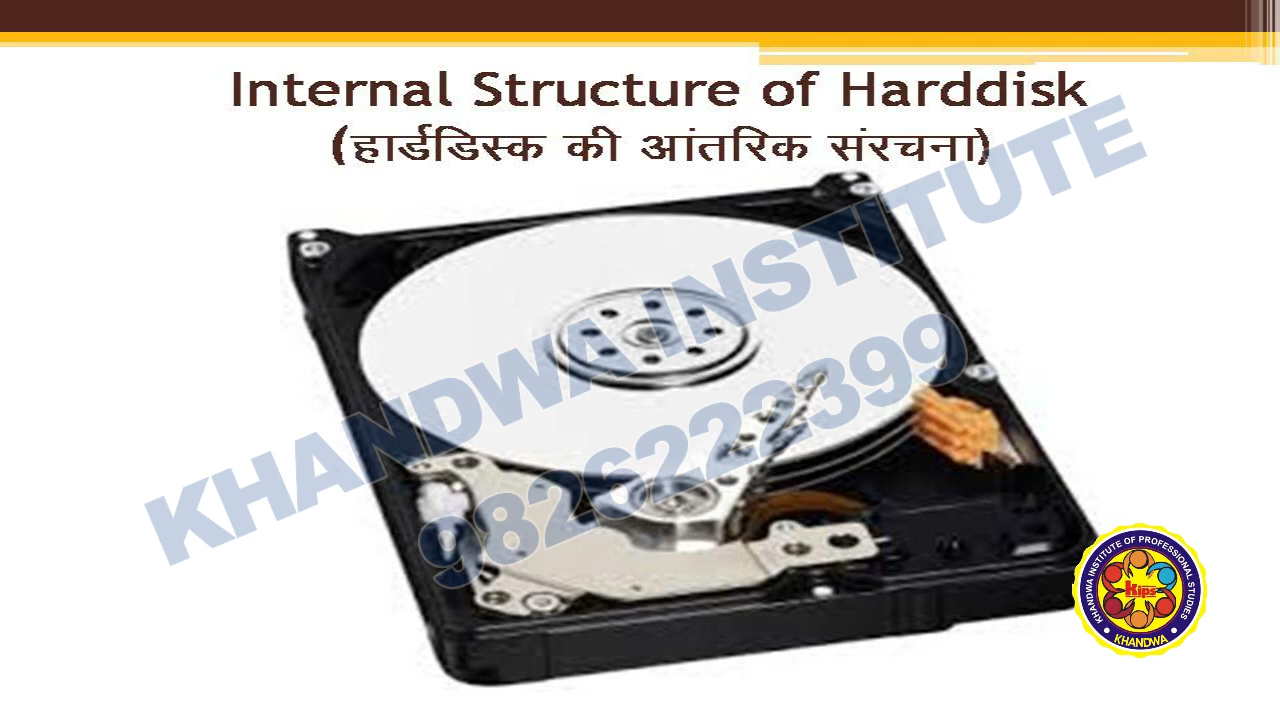 Internal Structure of Harddisk
(हार्डडिस्क की आंतरिक संरचना)
KHANDWA INSTITUTE
9826222399
KHANDWA INSTITUTE OF PROFESSIONAL STUDIES
kips
KHANDWA